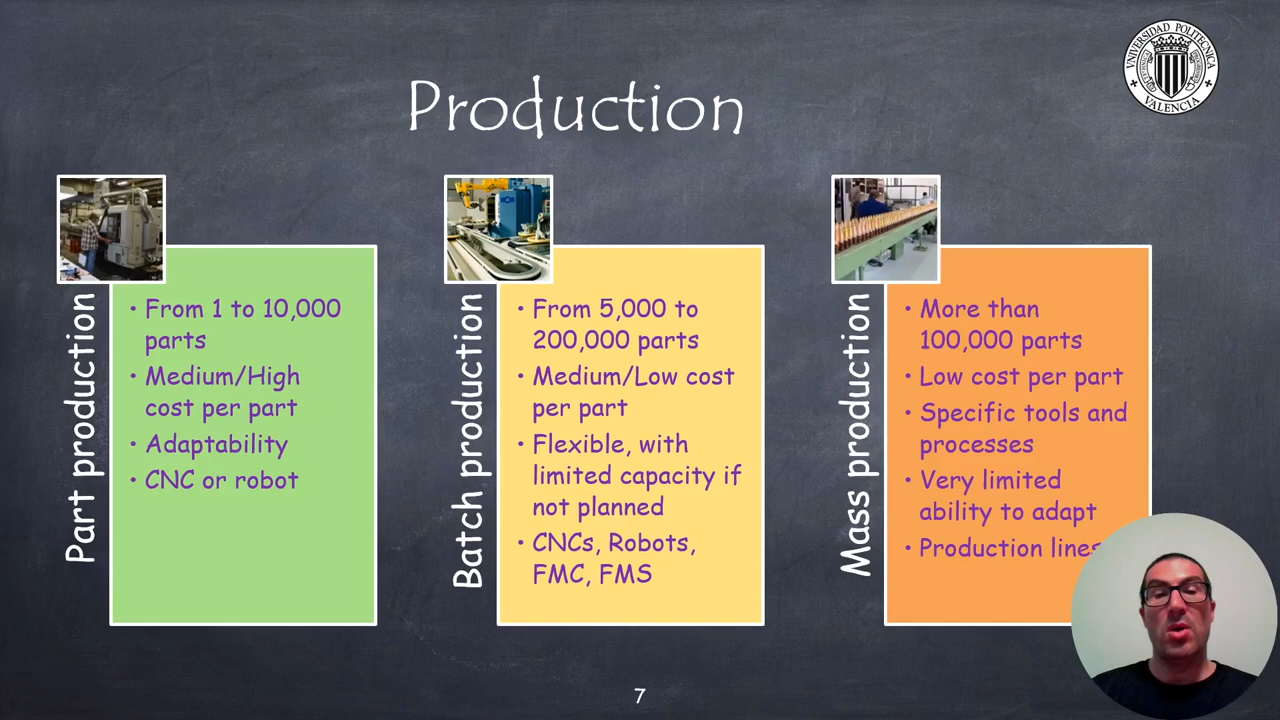 UNIVERSIDAD POLITECNICA
VALENCIA
Production
Part production
• From 1 to 10,000
parts
• Medium/High
cost per part
• Adaptability
• CNC or robot
Batch production
• From 5,000 to
200,000 parts
• Medium/Low cost
per part
• Flexible, with
limited capacity if
not planned
• CNCs, Robots,
FMC, FMS
Mass production
• More than
100,000 parts
• Low cost per part
• Specific tools and
processes
• Very limited
ability to adapt
• Production lines
7